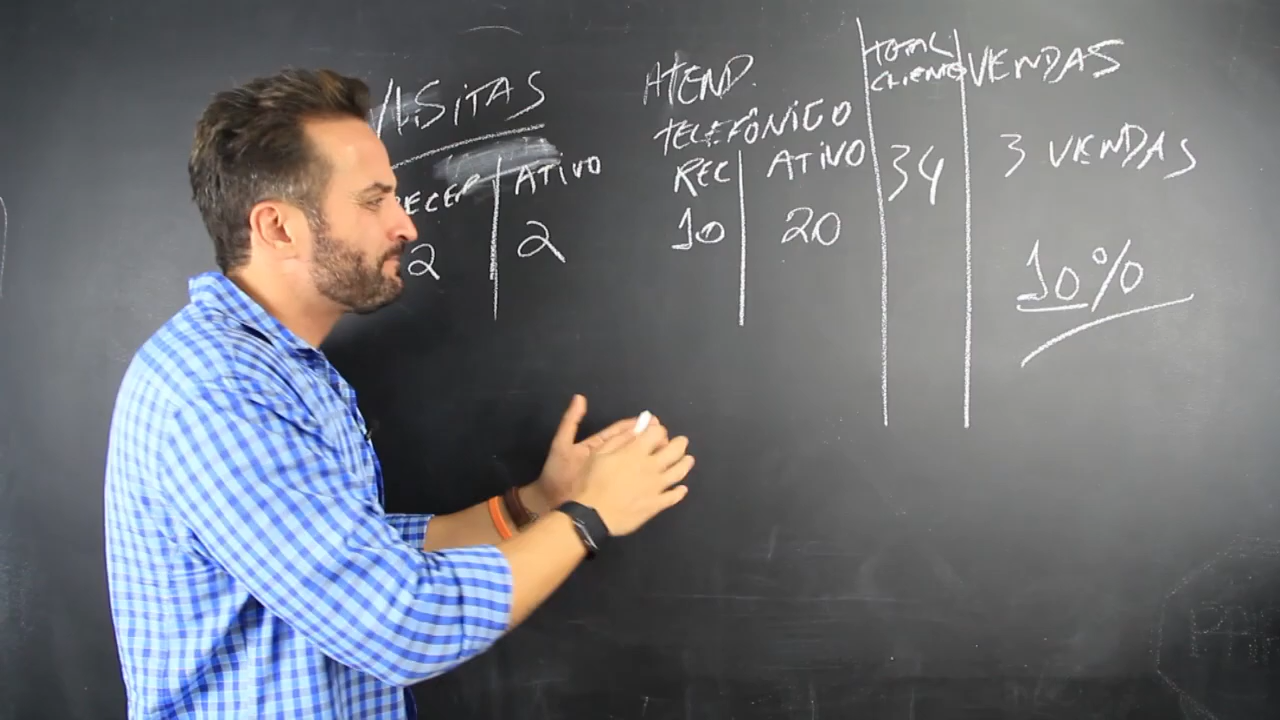 VISITAS
RECEP ATIVO
2 2
ATEND.
TELEFÔNICO
REC ATIVO
10 20
TOTAL
CLIENTE
34
VENDAS
3 VENDAS
10%